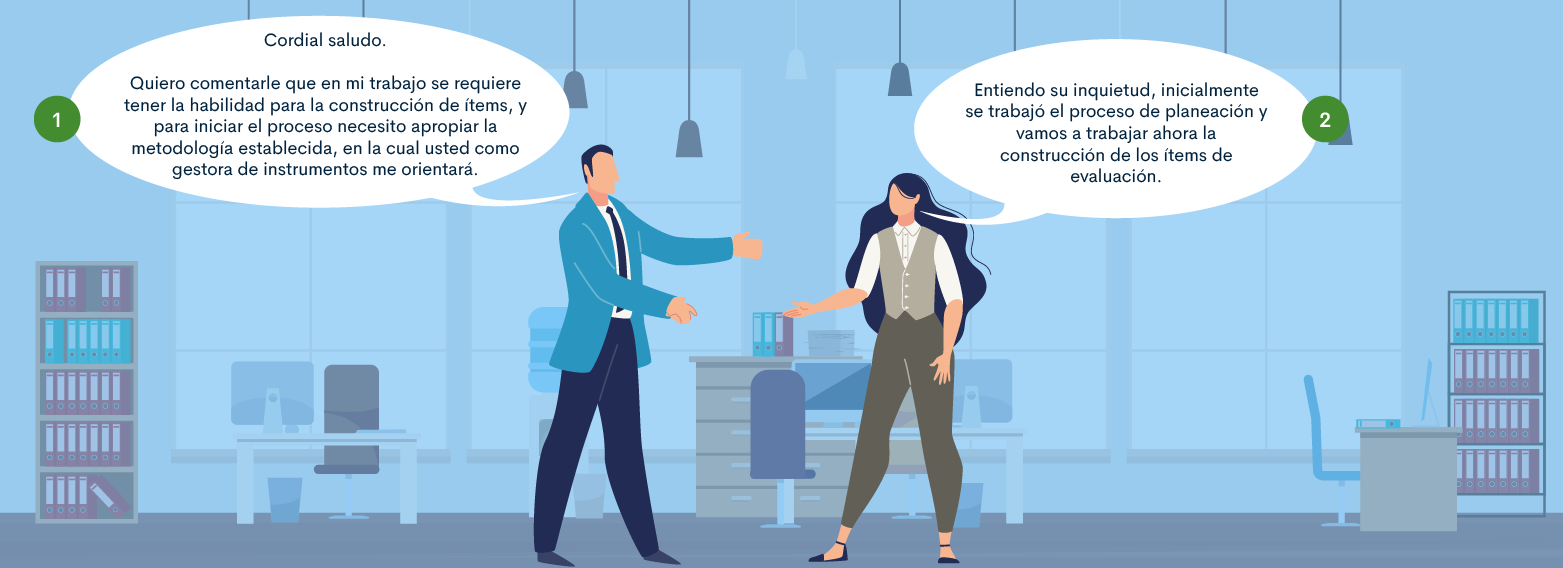 1
Cordial saludo.
Quiero comentarle que en mi trabajo se requiere
tener la habilidad para la construcción de ítems, y
para iniciar el proceso necesito apropiar la
metodología establecida, en la cual usted como
gestora de instrumentos me orientará.
2
Entiendo su inquietud, inicialmente
se trabajó el proceso de planeación y
vamos a trabajar ahora la
construcción de los ítems de
evaluación.